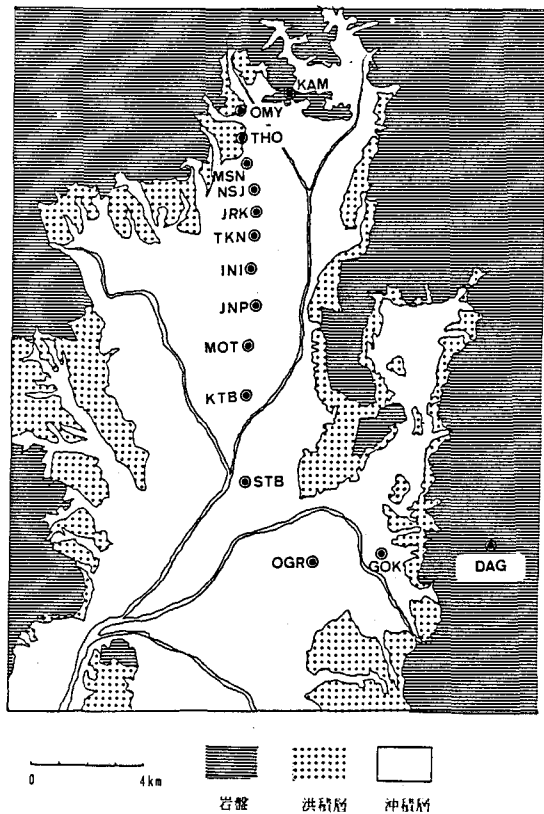 KAM
OMY
THO
MSN
NSJ
JRK
TKN
INI
JNP
MOT
KTB
STB
OGR
GOK
DAG
0 4km
岩盤 洪積層 沖積層